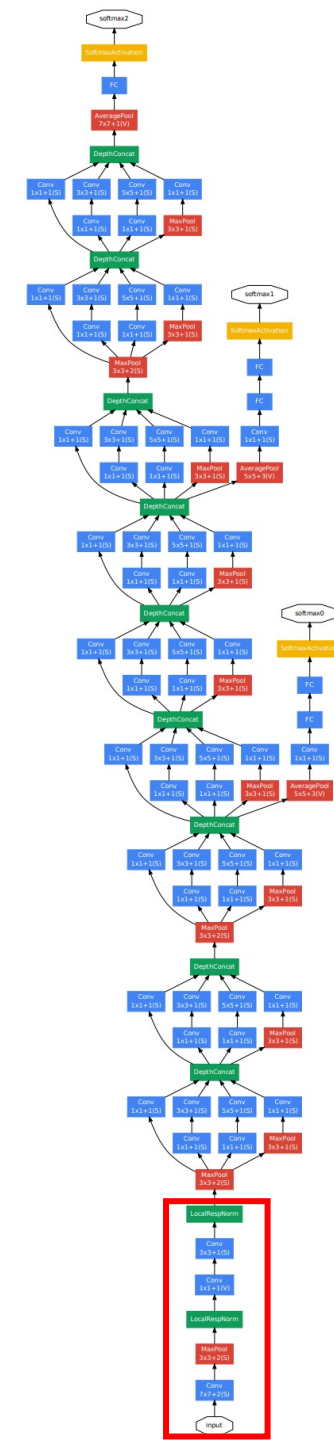 softmax2
SoftmaxActivation
FC
AveragePool
7x7+1(V)
DepthConcat
Conv Conv Conv Conv
1x1+1(S) 3x3+1(S) 5x5+1(S) 1x1+1(S)
Conv Conv MaxPool
1x1+1(S) 1x1+1(S) 3x3+1(S)
DepthConcat
Conv Conv Conv Conv
1x1+1(S) 3x3+1(S) 5x5+1(S) 1x1+1(S)
softmax1
Conv Conv MaxPool
1x1+1(S) 1x1+1(S) 3x3+1(S)
SoftmaxActivation
MaxPool
3x3+2(S)
FC
DepthConcat FC
Conv Conv Conv Conv Conv
1x1+1(S) 3x3+1(S) 5x5+1(S) 1x1+1(S) 1x1+1(S)
Conv Conv MaxPool AveragePool
1x1+1(S) 1x1+1(S) 3x3+1(S) 5x5+3(V)
DepthConcat
Conv Conv Conv Conv
1x1+1(S) 3x3+1(S) 5x5+1(S) 1x1+1(S)
Conv Conv MaxPool
1x1+1(S) 1x1+1(S) 3x3+1(S)
DepthConcat softmax0
Conv Conv Conv Conv
1x1+1(S) 3x3+1(S) 5x5+1(S) 1x1+1(S)
SoftmaxActivation
Conv Conv MaxPool
1x1+1(S) 1x1+1(S) 3x3+1(S)
FC
DepthConcat FC
Conv Conv Conv Conv Conv
1x1+1(S) 3x3+1(S) 5x5+1(S) 1x1+1(S) 1x1+1(S)
Conv Conv MaxPool AveragePool
1x1+1(S) 1x1+1(S) 3x3+1(S) 5x5+3(V)
DepthConcat
Conv Conv Conv Conv
1x1+1(S) 3x3+1(S) 5x5+1(S) 1x1+1(S)
Conv Conv MaxPool
1x1+1(S) 1x1+1(S) 3x3+1(S)
MaxPool
3x3+2(S)
DepthConcat
Conv Conv Conv Conv
1x1+1(S) 3x3+1(S) 5x5+1(S) 1x1+1(S)
Conv Conv MaxPool
1x1+1(S) 1x1+1(S) 3x3+1(S)
DepthConcat
Conv Conv Conv Conv
1x1+1(S) 3x3+1(S) 5x5+1(S) 1x1+1(S)
Conv Conv MaxPool
1x1+1(S) 1x1+1(S) 3x3+1(S)
MaxPool
3x3+2(S)
LocalRespNorm
Conv
3x3+1(S)
Conv
1x1+1(V)
LocalRespNorm
MaxPool
3x3+2(S)
Conv
7x7+2(S)
input